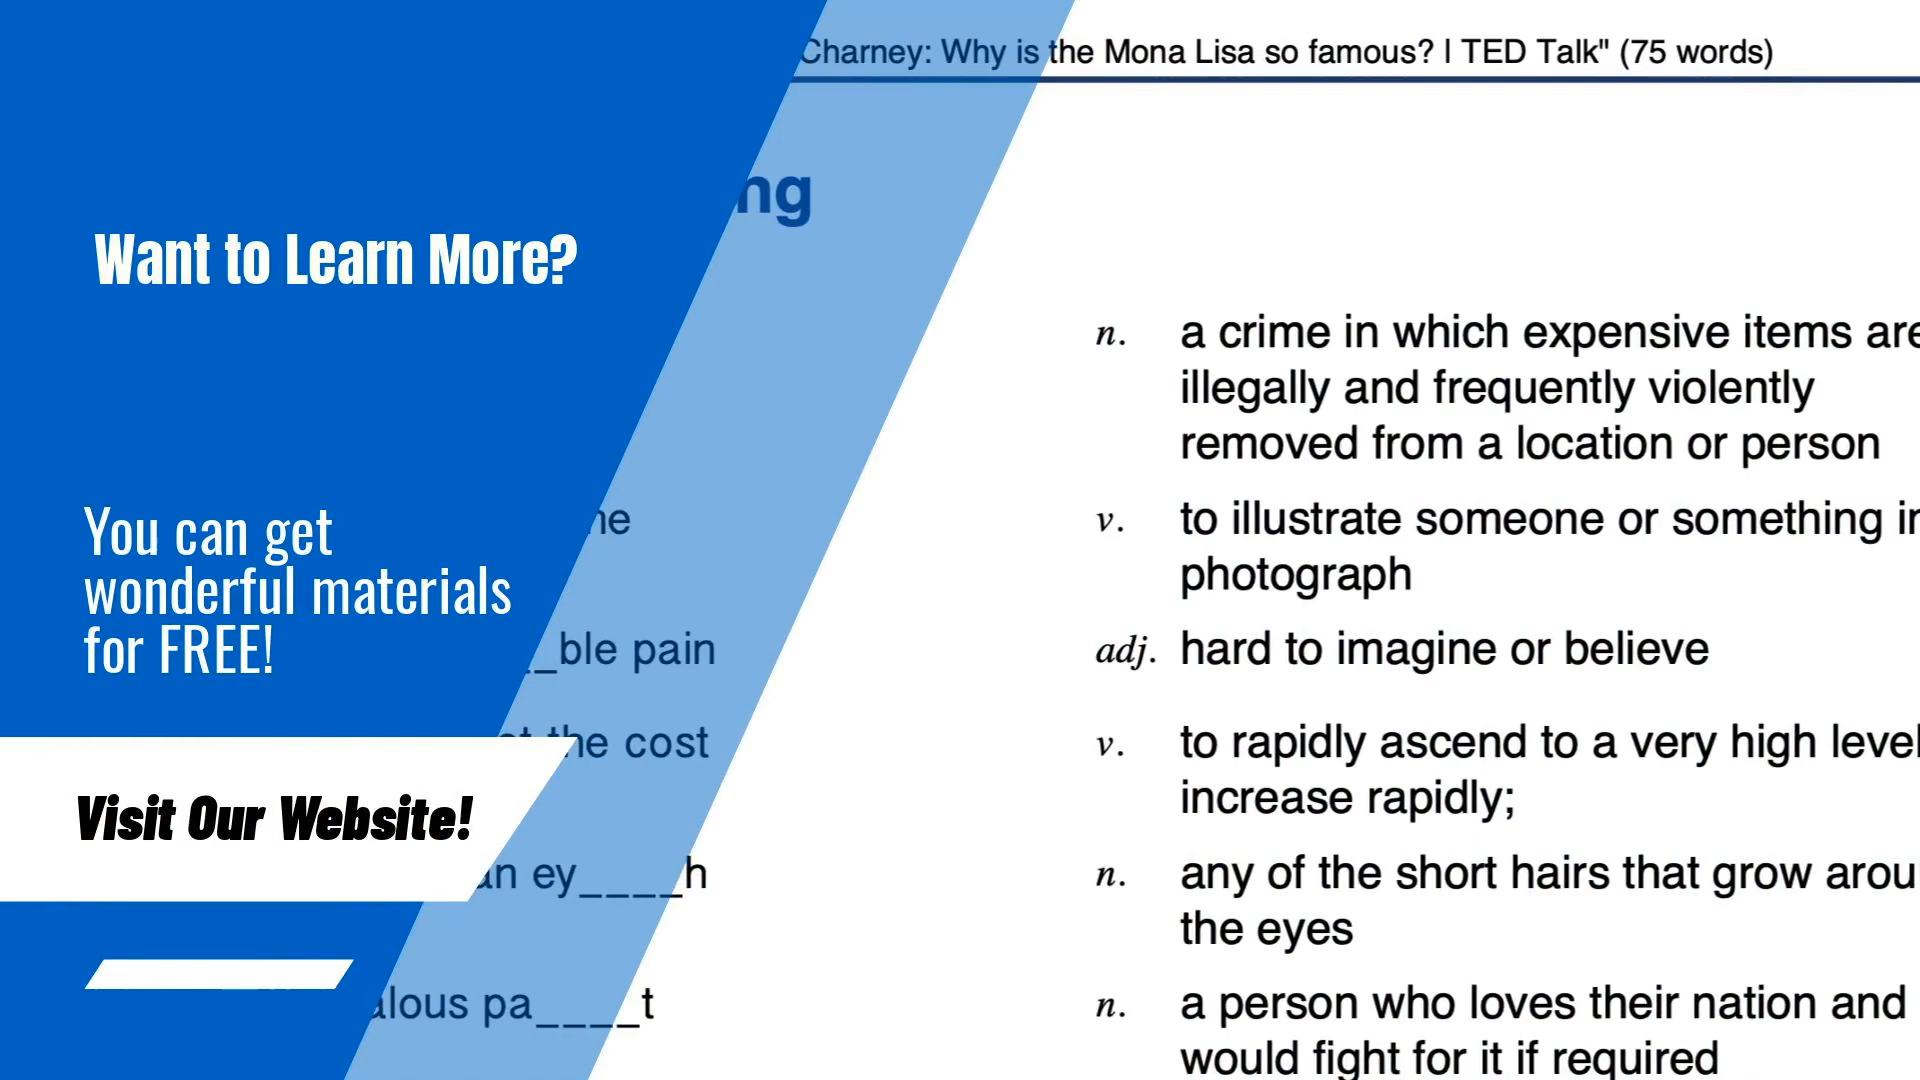 Charney: Why is the Mona Lisa so famous? | TED Talk" (75 words)
Want to Learn More?
You can get
wonderful materials
for FREE!
Visit Our Website!
n. a crime in which expensive items are
illegally and frequently violently
removed from a location or person
v. to illustrate someone or something in
photograph
_ble pain
adj. hard to imagine or believe
the cost
v. to rapidly ascend to a very high level
increase rapidly;
an ey____h
n. any of the short hairs that grow arou
the eyes
alous pa____t
n. a person who loves their nation and
would fight for it if required